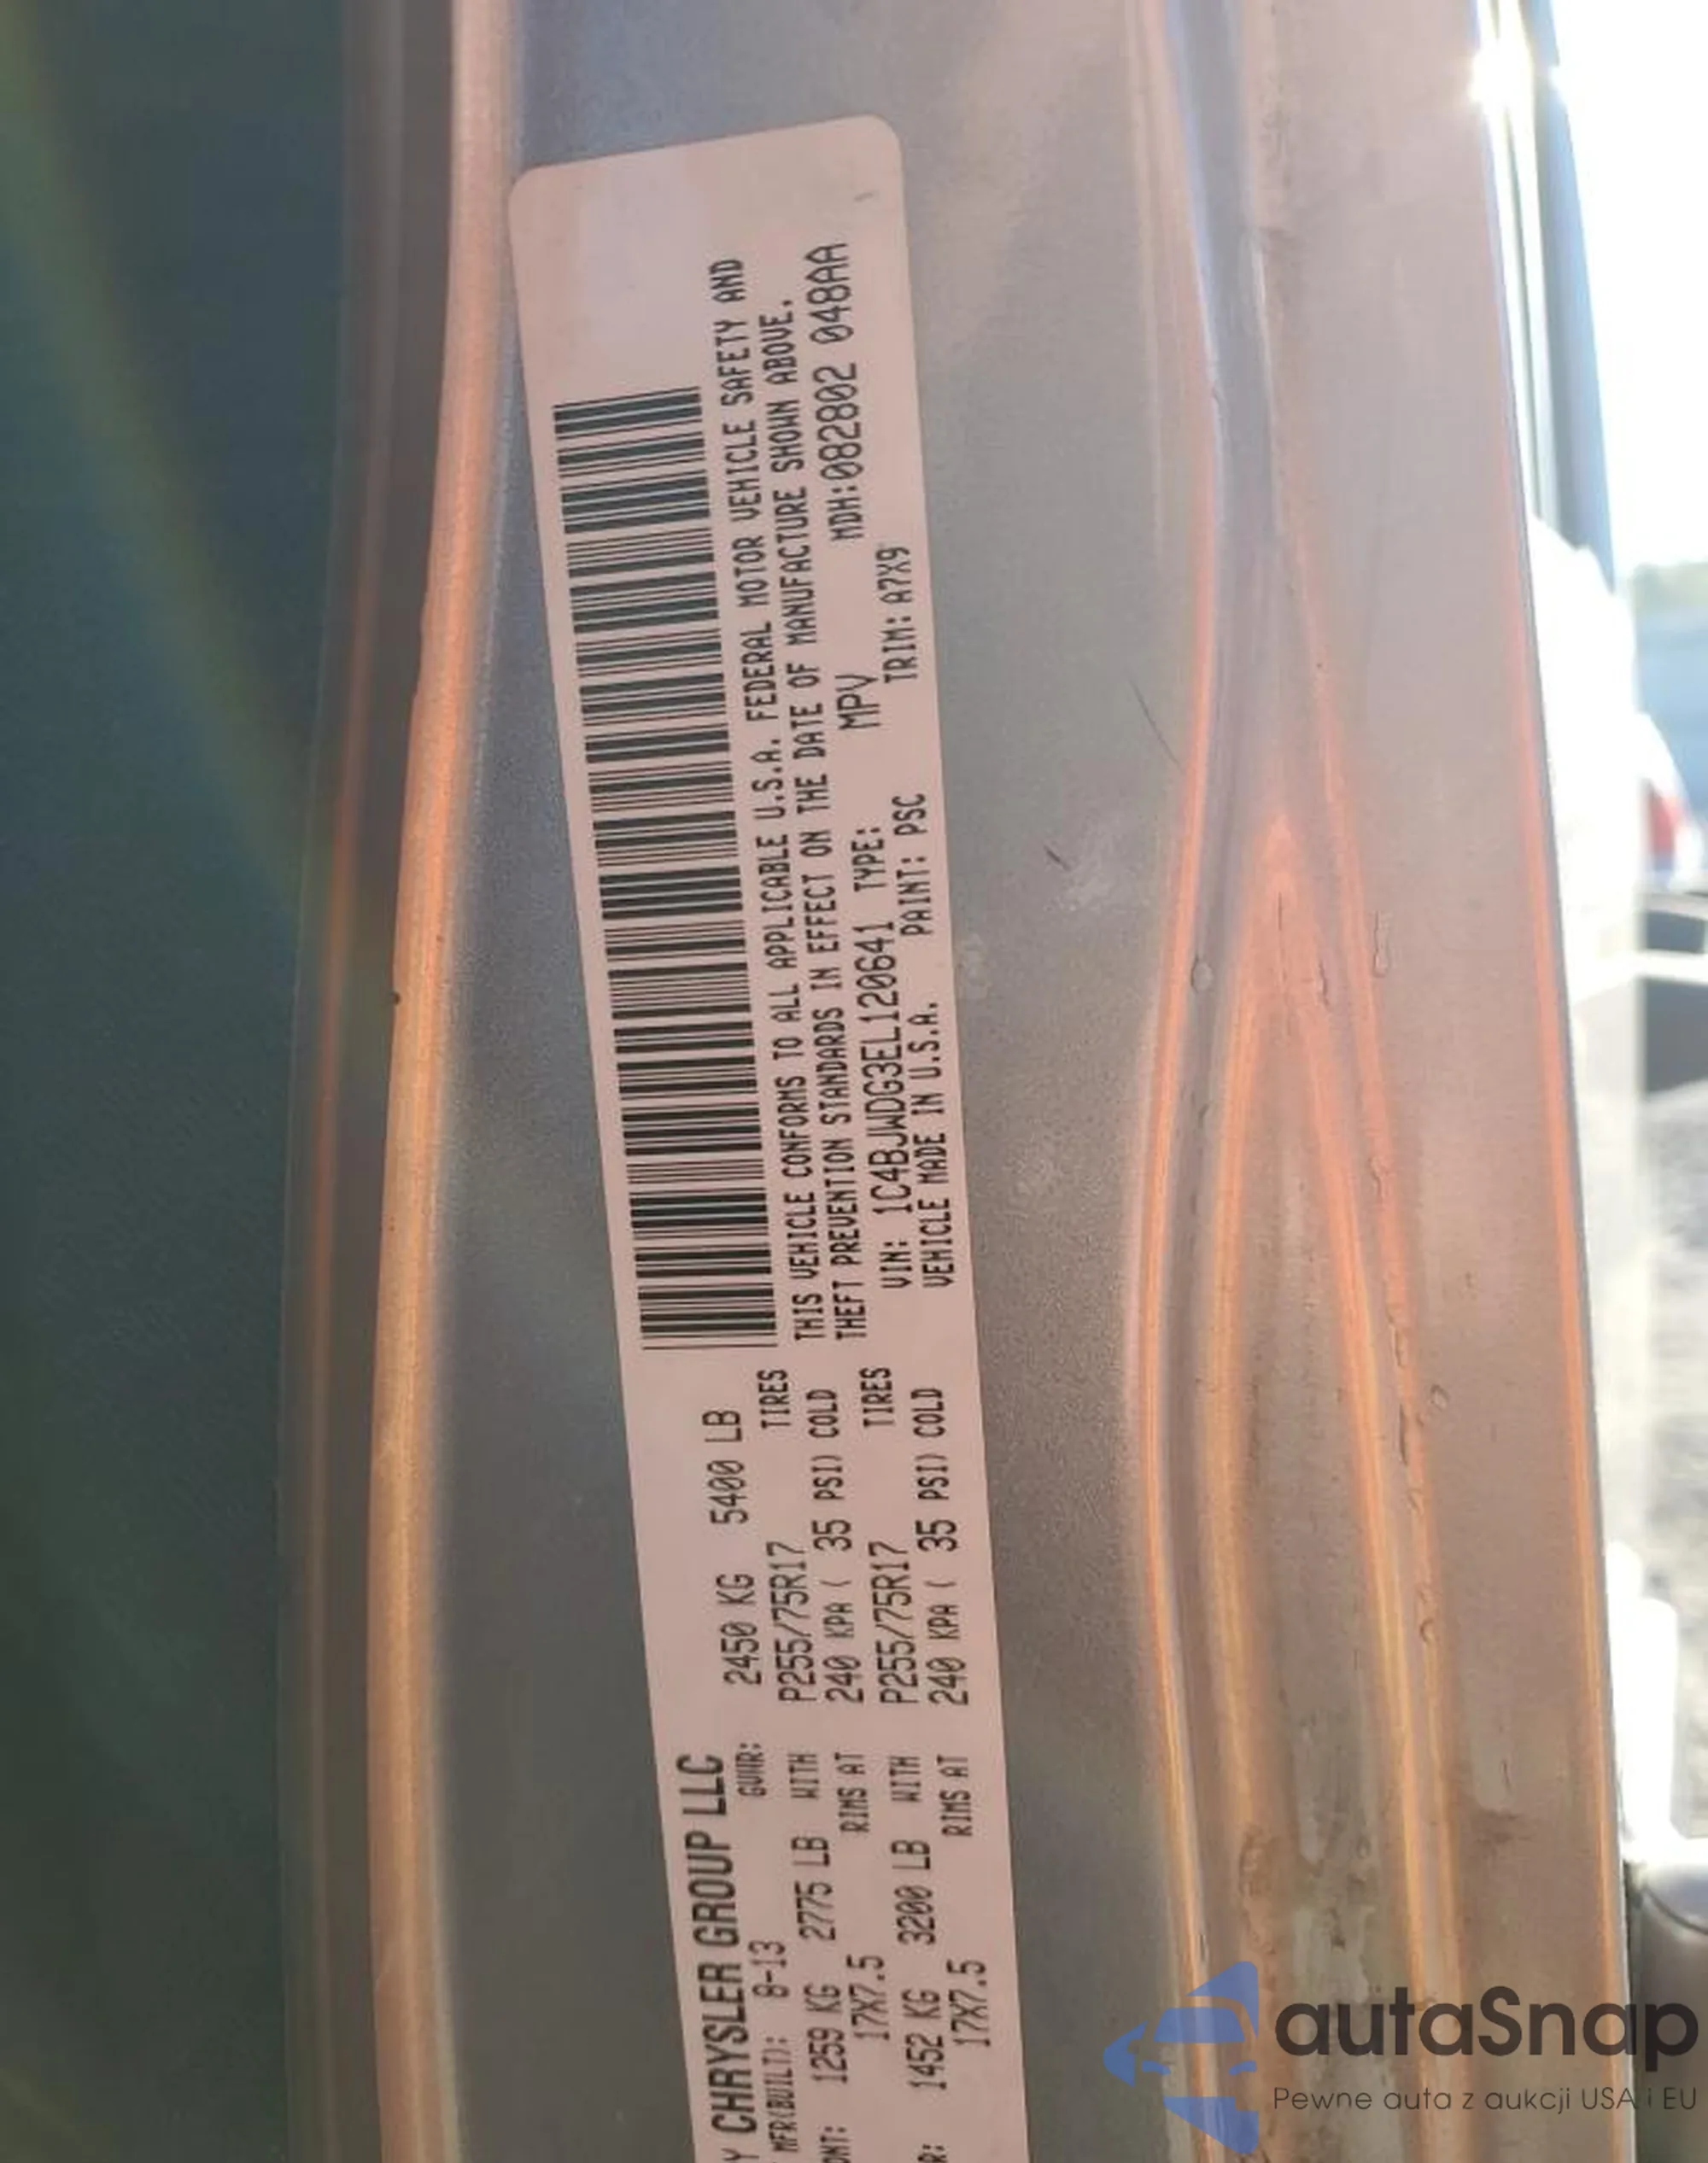 Y CHRYSLER GROUP LLC
MFR(BUILT): 8-13 GVWR: 2450 KG 5400 LB
ONT: 1259 KG 2775 LB WITH P255/75R17 TIRES
17X7.5 RIMS AT 240 KPA ( 35 PSI) COLD
R: 1452 KG 3200 LB WITH P255/75R17 TIRES
17X7.5 RIMS AT 240 KPA ( 35 PSI) COLD
THIS VEHICLE CONFORMS TO ALL APPLICABLE U.S.A. FEDERAL MOTOR VEHICLE SAFETY AND
THEFT PREVENTION STANDARDS IN EFFECT ON THE DATE OF MANUFACTURE SHOWN ABOVE.
VIN: 1C4BJWDG3EL120641 TYPE: MPV MDH:082802 048AA
VEHICLE MADE IN U.S.A. PAINT: PSC TRIM: A7X9
autaSnap
Pewne auta z aukcji USA i EU